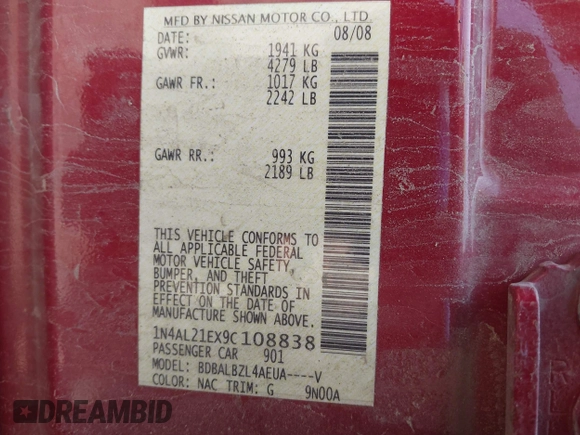 MFD BY NISSAN MOTOR CO., LTD.
DATE: 08/08
GVWR: 1941 KG
4279 LB
GAWR FR.: 1017 KG
2242 LB
GAWR RR.: 993 KG
2189 LB
THIS VEHICLE CONFORMS TO
ALL APPLICABLE FEDERAL
MOTOR VEHICLE SAFETY,
BUMPER, AND THEFT
PREVENTION STANDARDS IN
EFFECT ON THE DATE OF
MANUFACTURE SHOWN ABOVE.
1N4AL21EX9C108838
PASSENGER CAR 901
MODEL: BDBALBZL4AEUA----V
COLOR: NAC TRIM: G 9N00A
DREAMBID